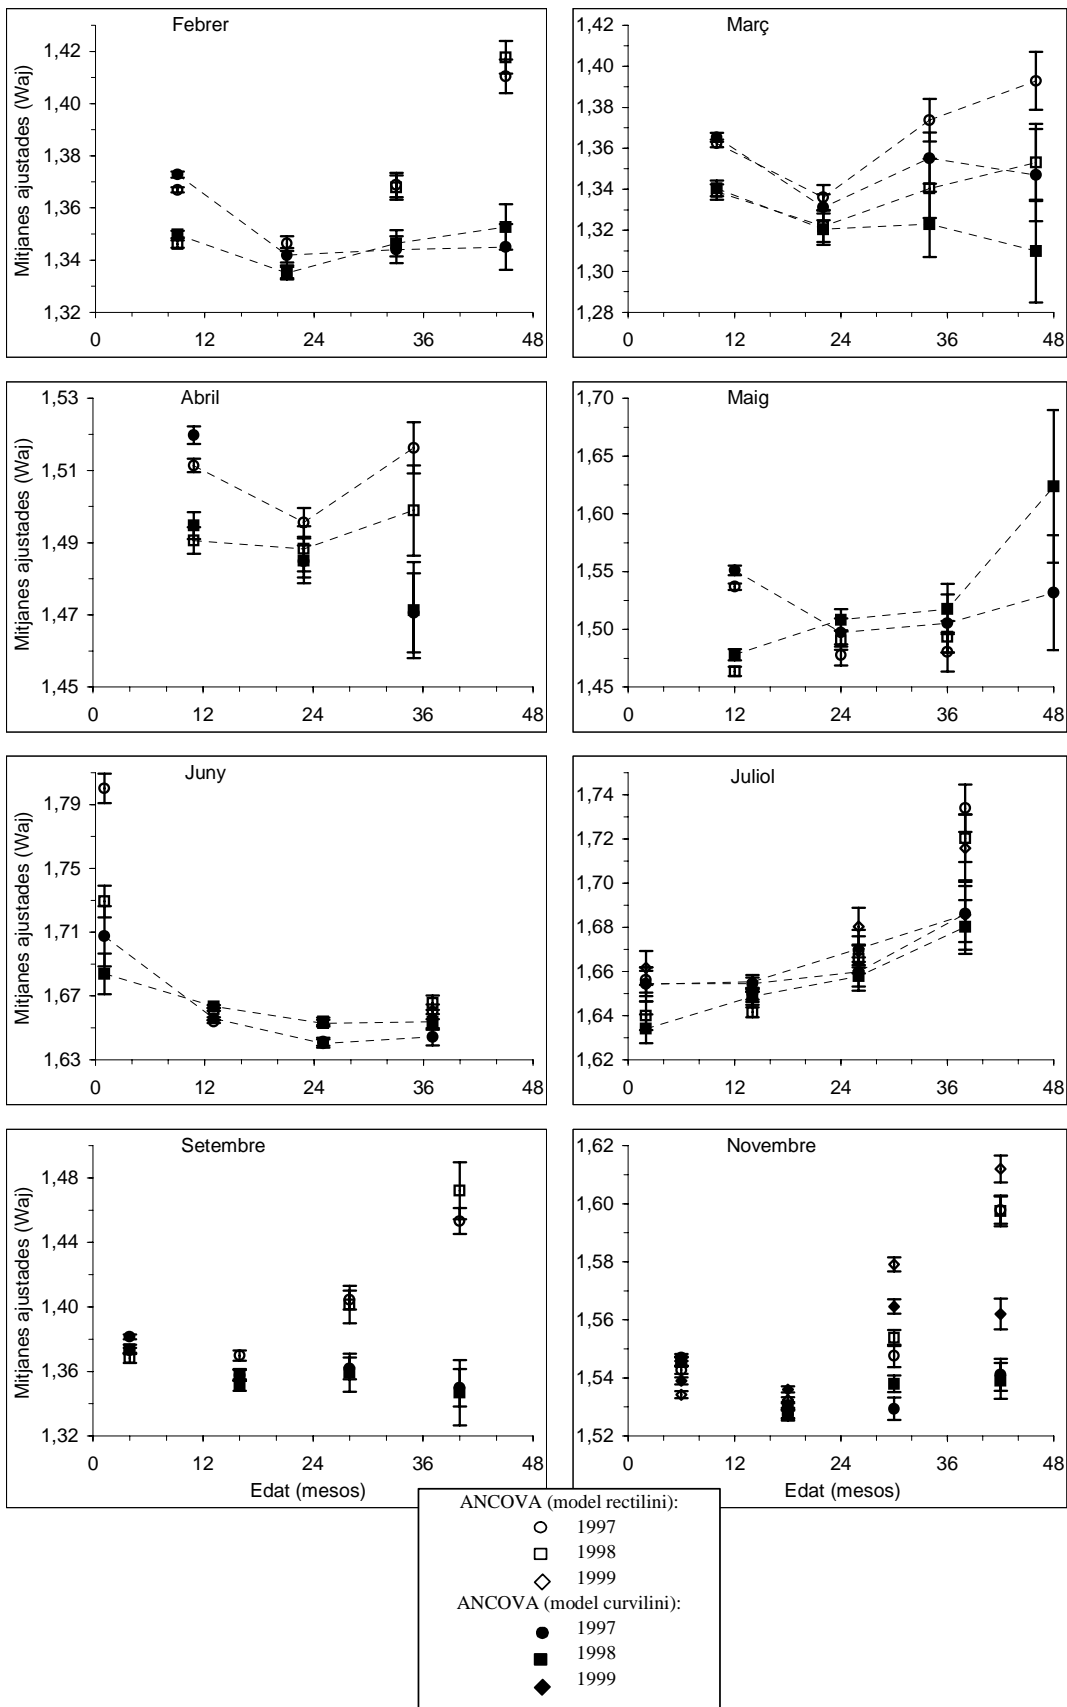 Febrer
Mitjanes ajustades (Waj)
1,42
1,40
1,38
1,36
1,34
1,32
0 12 24 36 48
Març
1,42
1,40
1,38
1,36
1,34
1,32
1,30
1,28
0 12 24 36 48
Abril
Mitjanes ajustades (Waj)
1,53
1,51
1,49
1,47
1,45
0 12 24 36 48
Maig
1,70
1,65
1,60
1,55
1,50
1,45
0 12 24 36 48
Juny
Mitjanes ajustades (Waj)
1,79
1,75
1,71
1,67
1,63
0 12 24 36 48
Juliol
1,74
1,72
1,70
1,68
1,66
1,64
1,62
0 12 24 36 48
Setembre
Mitjanes ajustades (Waj)
1,48
1,44
1,40
1,36
1,32
0 12 24 36 48
Edat (mesos)
Novembre
1,62
1,60
1,58
1,56
1,54
1,52
0 12 24 36 48
Edat (mesos)
ANCOVA (model rectilini):
1997
1998
1999
ANCOVA (model curvilini):
1997
1998
1999